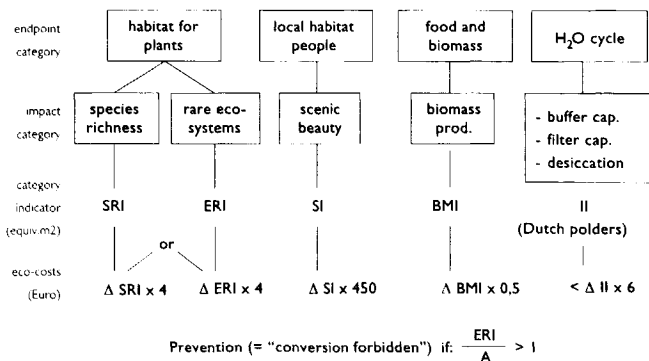 endpoint category
habitat for plants
local habitat people
food and biomass
H₂O cycle
impact category
species richness
rare eco-systems
scenic beauty
biomass prod.
- buffer cap.
- filter cap.
- desiccation
category indicator (equiv.m2)
SRI
ERI
SI
BMI
II
(Dutch polders)
or
eco-costs (Euro)
Δ SRI x 4
Δ ERI x 4
Δ SI x 450
Δ BMI x 0,5
< Δ II x 6
Prevention (= “conversion forbidden”) if: ERI / A > 1